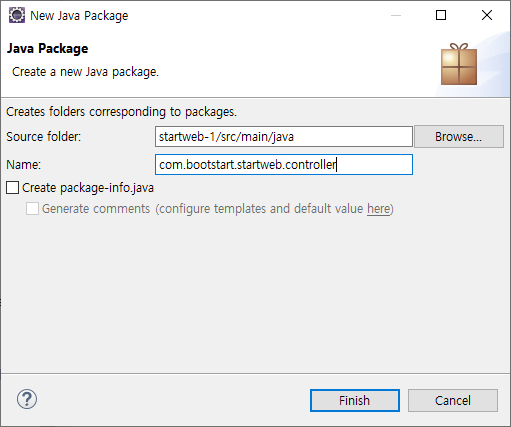 New Java Package
Java Package
Create a new Java package.
Creates folders corresponding to packages.
Source folder: startweb-1/src/main/java Browse...
Name: com.bootstart.startweb.controller
Create package-info.java
Generate comments (configure templates and default value here)
? Finish Cancel